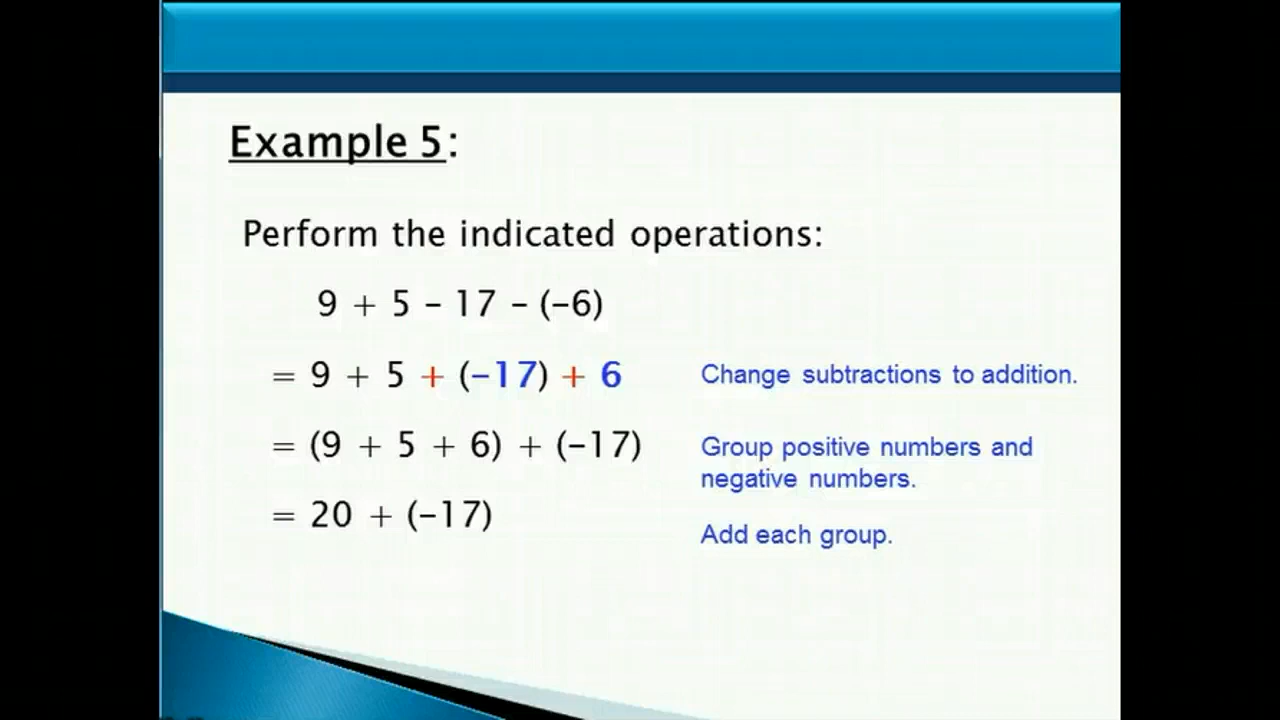 Example 5:
Perform the indicated operations:
9 + 5 – 17 – (–6)
= 9 + 5 + (–17) + 6
Change subtractions to addition.
= (9 + 5 + 6) + (–17)
Group positive numbers and
negative numbers.
= 20 + (–17)
Add each group.